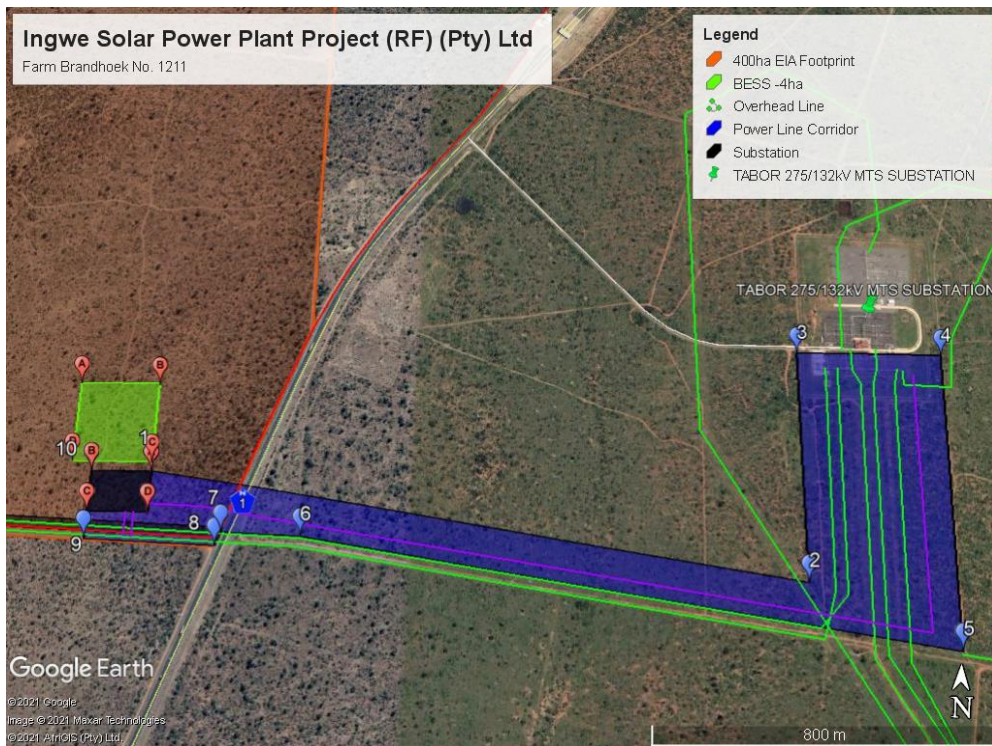 Ingwe Solar Power Plant Project (RF) (Pty) Ltd
Farm Brandhoek No. 1211
Legend
400ha EIA Footprint
BESS -4ha
Overhead Line
Power Line Corridor
Substation
TABOR 275/132kV MTS SUBSTATION
TABOR 275/132kV MTS SUBSTATION
3
4
A
B
10
1
C
B
C
D
7
6
N
1
8
9
2
5
N
Google Earth
©2021 Google
Image © 2021 Maxar Technologies
©2021 AfriGIS (Pty) Ltd.
800 m